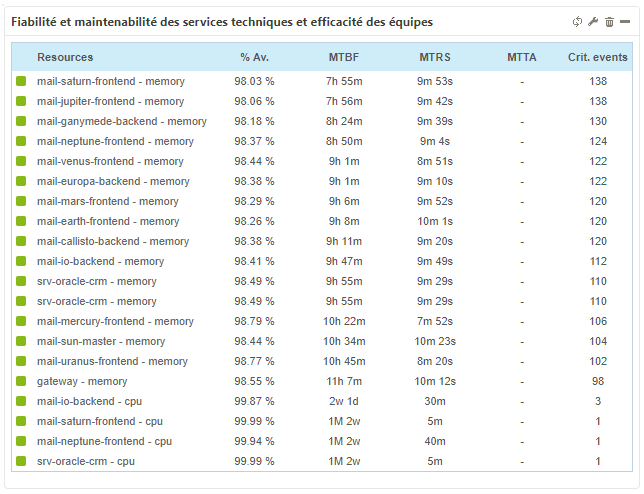 Fiabilité et maintenabilité des services techniques et efficacité des équipes
Resources % Av. MTBF MTRS MTTA Crit. events
mail-saturn-frontend - memory 98.03 % 7h 55m 9m 53s - 138
mail-jupiter-frontend - memory 98.06 % 7h 56m 9m 42s - 138
mail-ganymede-backend - memory 98.18 % 8h 24m 9m 39s - 130
mail-neptune-frontend - memory 98.37 % 8h 50m 9m 4s - 124
mail-venus-frontend - memory 98.44 % 9h 1m 8m 51s - 122
mail-europa-backend - memory 98.38 % 9h 1m 9m 10s - 122
mail-mars-frontend - memory 98.29 % 9h 6m 9m 52s - 120
mail-earth-frontend - memory 98.26 % 9h 8m 10m 1s - 120
mail-callisto-backend - memory 98.38 % 9h 11m 9m 20s - 120
mail-io-backend - memory 98.41 % 9h 47m 9m 49s - 112
srv-oracle-crm - memory 98.49 % 9h 55m 9m 29s - 110
srv-oracle-crm - memory 98.49 % 9h 55m 9m 29s - 110
mail-mercury-frontend - memory 98.79 % 10h 22m 7m 52s - 106
mail-sun-master - memory 98.44 % 10h 34m 10m 23s - 104
mail-uranus-frontend - memory 98.77 % 10h 45m 8m 20s - 102
gateway - memory 98.55 % 11h 7m 10m 12s - 98
mail-io-backend - cpu 99.87 % 2w 1d 30m - 3
mail-saturn-frontend - cpu 99.99 % 1M 2w 5m - 1
mail-neptune-frontend - cpu 99.94 % 1M 2w 40m - 1
srv-oracle-crm - cpu 99.99 % 1M 2w 5m - 1